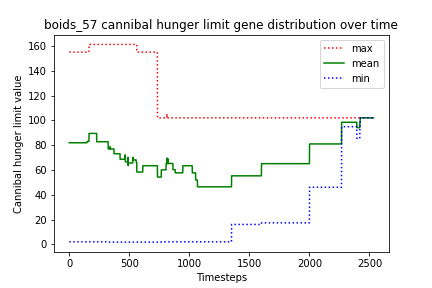 boids_57 cannibal hunger limit gene distribution over time
Cannibal hunger limit value
160
140
120
100
80
60
40
20
0
max
mean
min
0
500
1000
1500
2000
2500
Timesteps